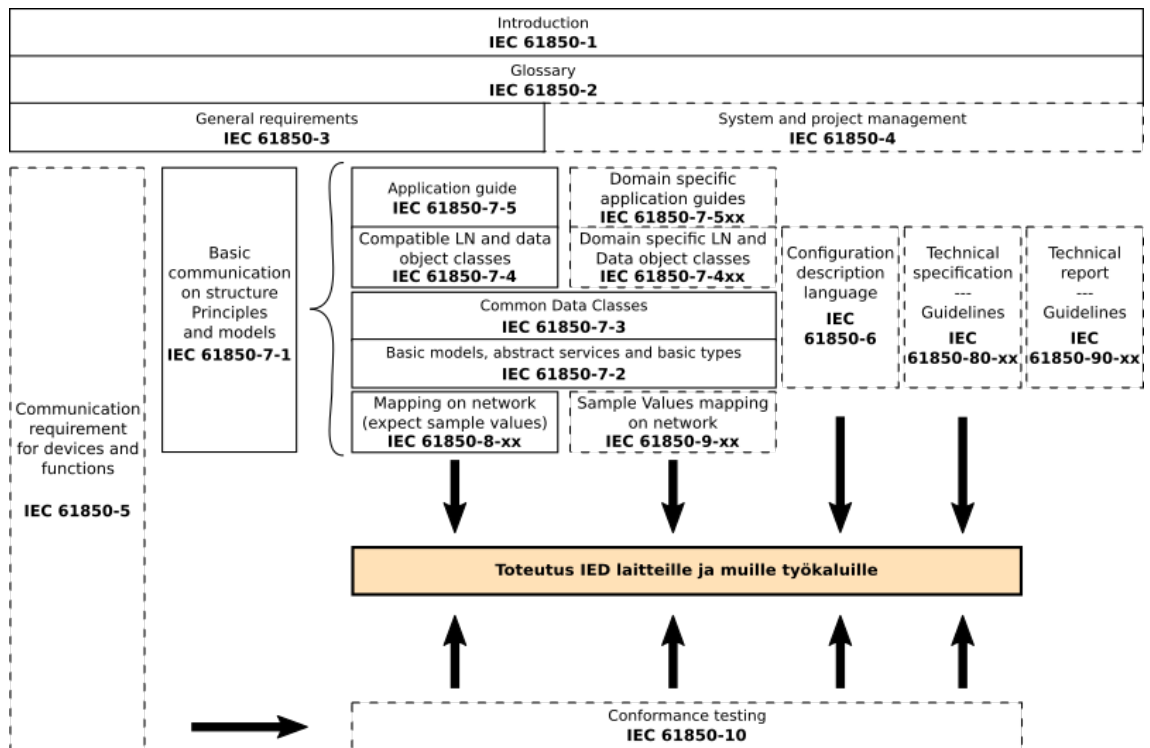 Introduction
IEC 61850-1
Glossary
IEC 61850-2
General requirements
IEC 61850-3
System and project management
IEC 61850-4
Communication
requirement
for devices and
functions
IEC 61850-5
Basic
communication
on structure
Principles
and models
IEC 61850-7-1
Application guide
IEC 61850-7-5
Domain specific
application guides
IEC 61850-7-5xx
Compatible LN and data
object classes
IEC 61850-7-4
Domain specific LN and
Data object classes
IEC 61850-7-4xx
Common Data Classes
IEC 61850-7-3
Basic models, abstract services and basic types
IEC 61850-7-2
Mapping on network
(expect sample values)
IEC 61850-8-xx
Sample Values mapping
on network
IEC 61850-9-xx
Configuration
description
language
IEC
61850-6
Technical
specification
---
Guidelines
IEC
61850-80-xx
Technical
report
---
Guidelines
IEC
61850-90-xx
Toteutus IED laitteille ja muille työkaluille
Conformance testing
IEC 61850-10